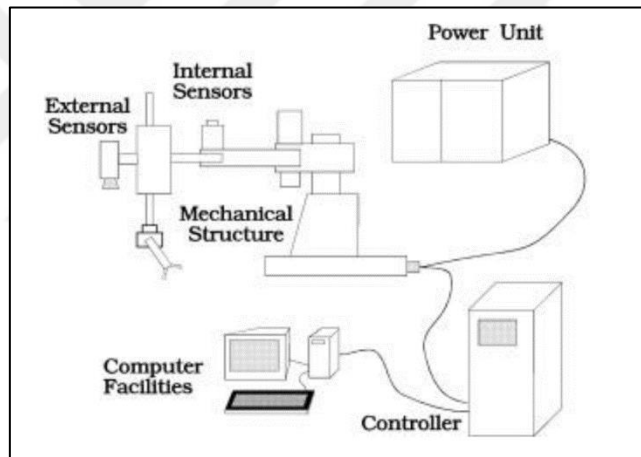 Power Unit
Internal
Sensors
External
Sensors
Mechanical
Structure
Computer
Facilities
Controller